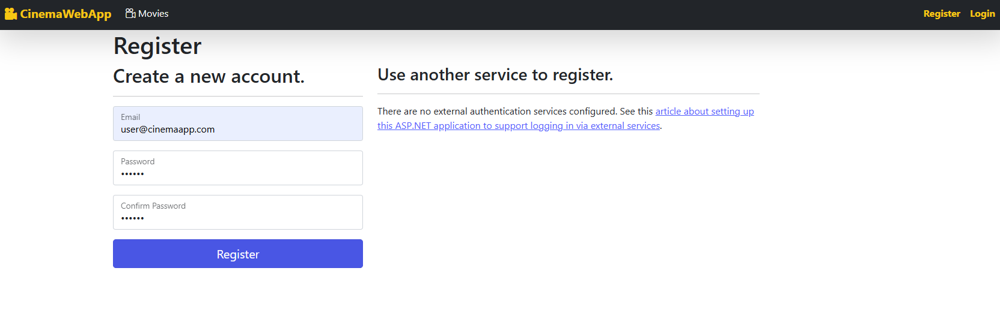 CinemaWebApp Movies Register Login
Register
Create a new account.
Email
user@cinemaapp.com
Password
••••••
Confirm Password
••••••
Register
Use another service to register.
There are no external authentication services configured. See this article about setting up
this ASP.NET application to support logging in via external services.